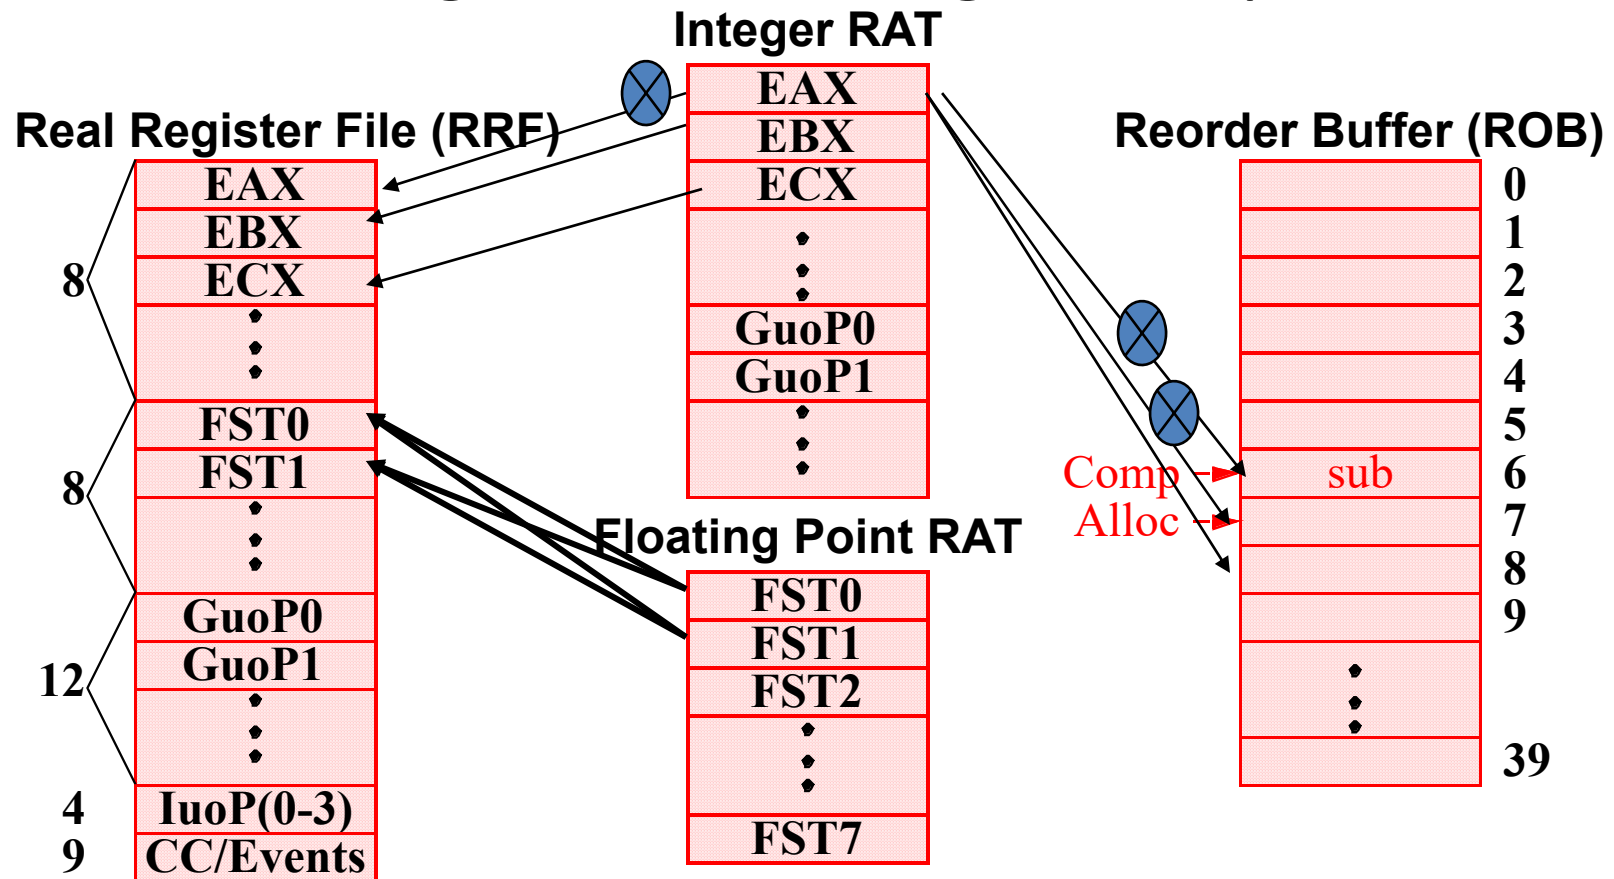 Integer RAT
EAX
EBX
ECX
GuoP0
GuoP1
Real Register File (RRF)
EAX
EBX
ECX
8
FST0
FST1
8
GuoP0
GuoP1
12
4
IuoP(0-3)
9
CC/Events
Floating Point RAT
FST0
FST1
FST2
FST7
Reorder Buffer (ROB)
0
1
2
3
4
5
Comp
sub
6
Alloc
7
8
9
39